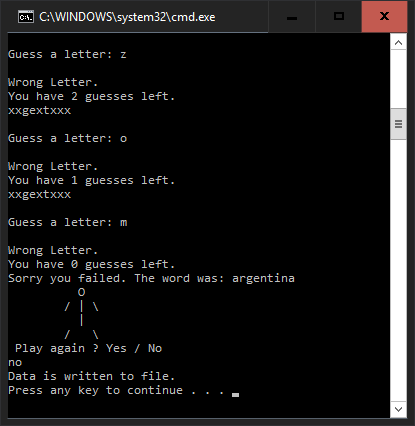 C:\WINDOWS\system32\cmd.exe
Guess a letter: z
Wrong Letter.
You have 2 guesses left.
xxgextxxx
Guess a letter: o
Wrong Letter.
You have 1 guesses left.
xxgextxxx
Guess a letter: m
Wrong Letter.
You have 0 guesses left.
Sorry you failed. The word was: argentina
          O
        / | \
          |
        /   \
 Play again ? Yes / No
no
Data is written to file.
Press any key to continue . . .